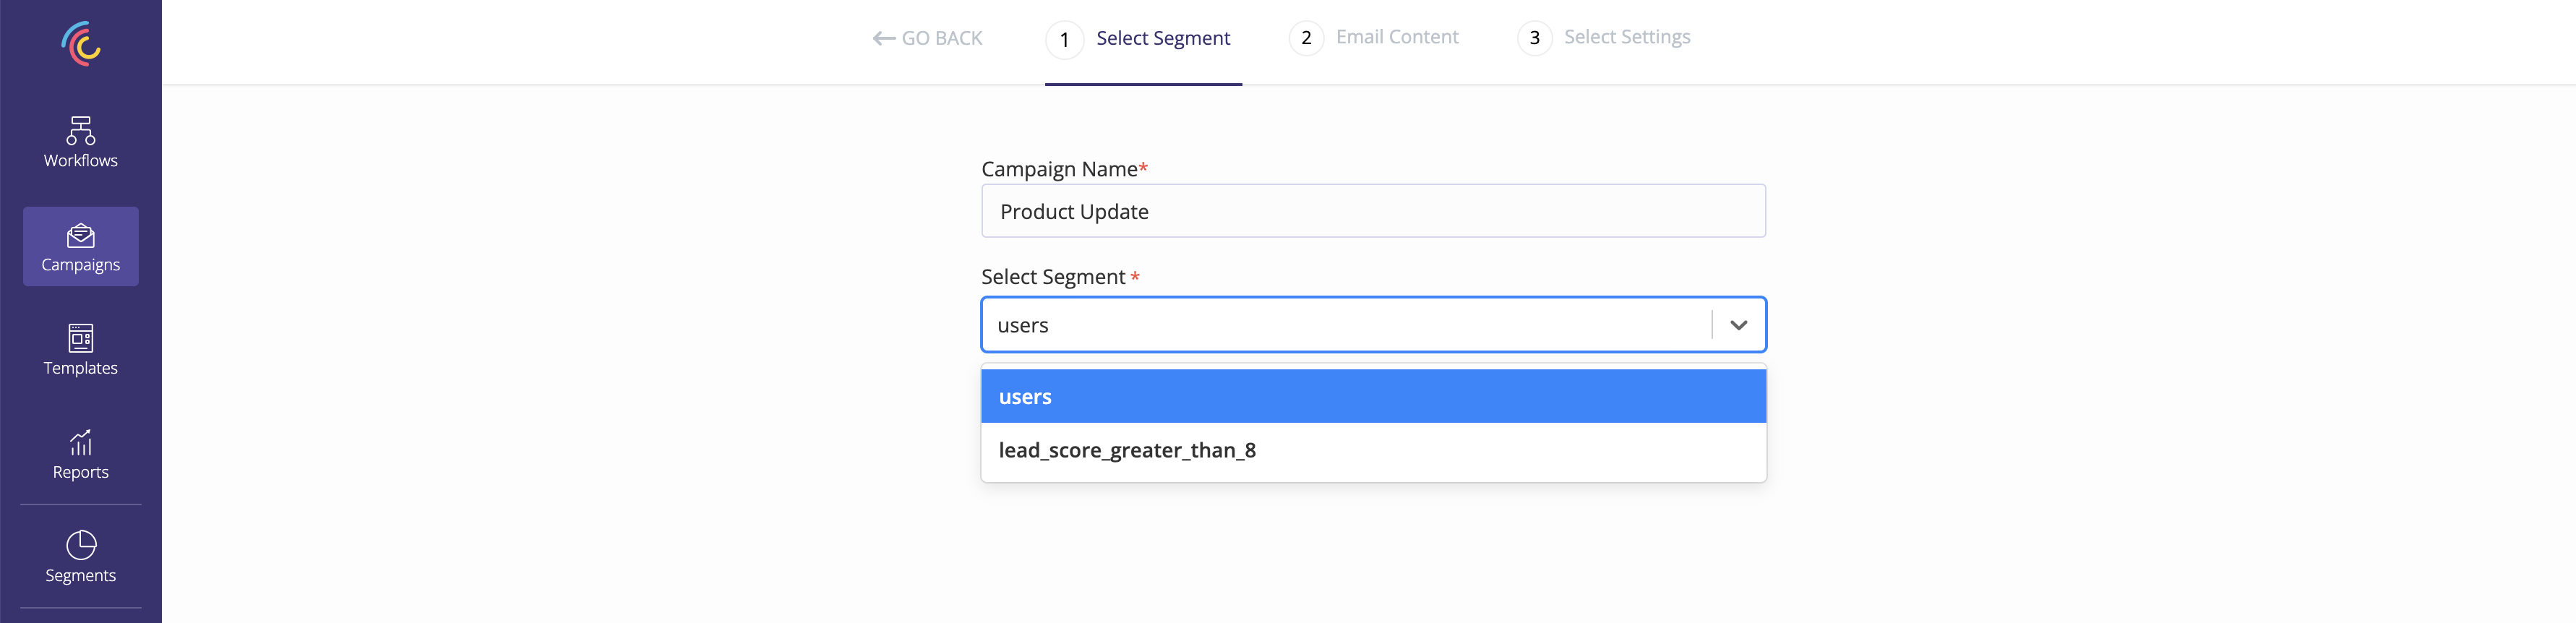 GO BACK
1 Select Segment
2 Email Content
3 Select Settings
Workflows
Campaigns
Templates
Reports
Segments
Campaign Name*
Product Update
Select Segment *
users
users
lead_score_greater_than_8